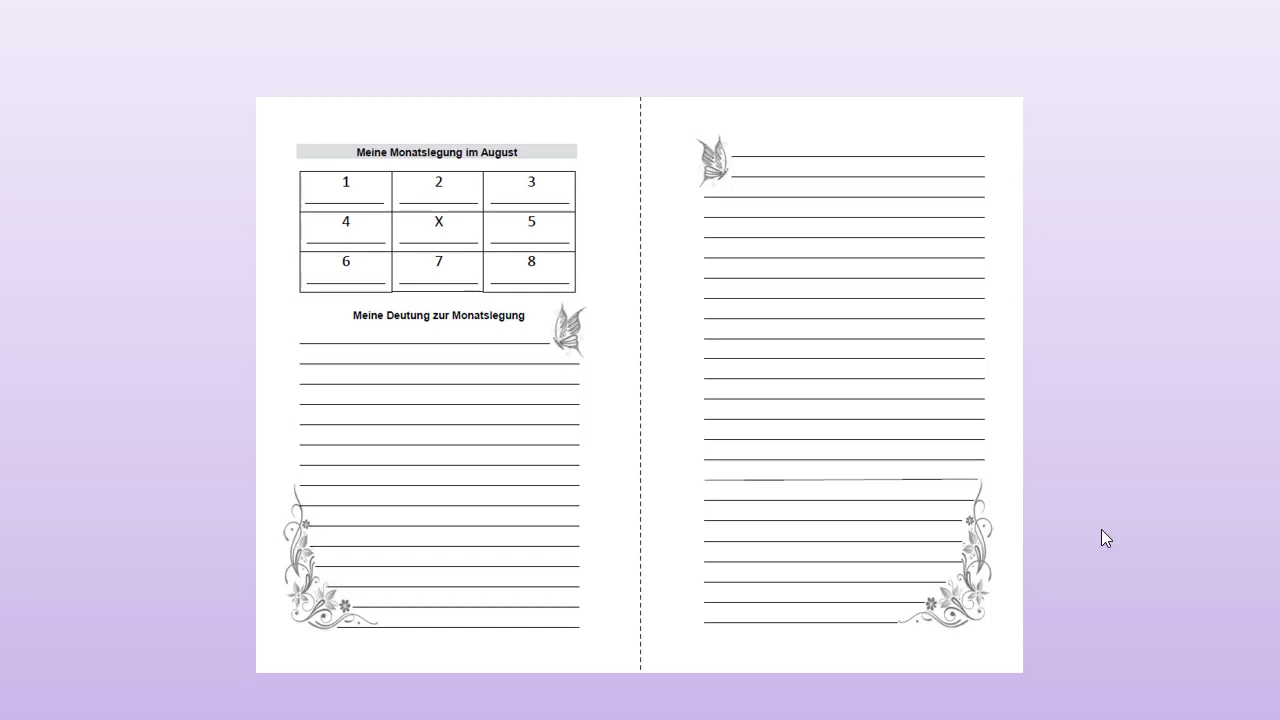 Meine Monatslegung im August
1 2 3
4 X 5
6 7 8
Meine Deutung zur Monatslegung